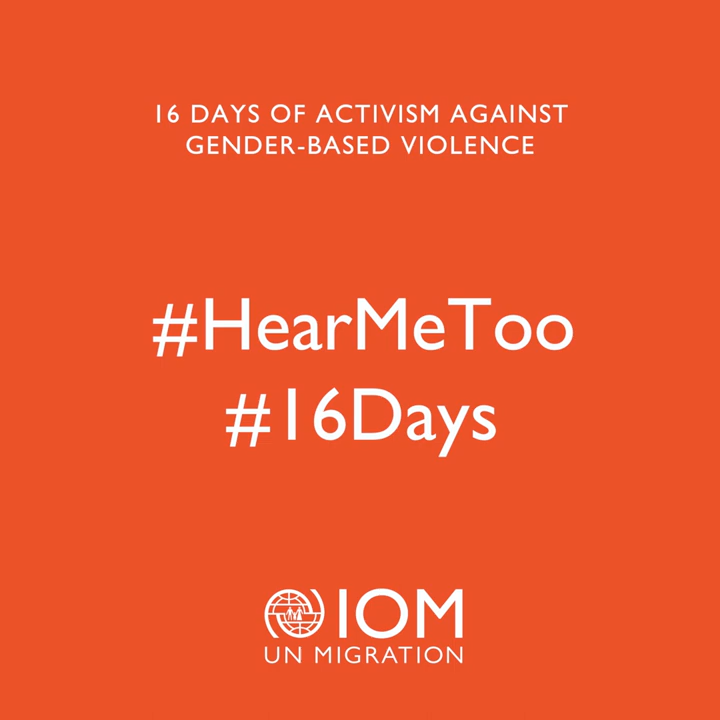 16 DAYS OF ACTIVISM AGAINST
GENDER-BASED VIOLENCE
#HearMeToo
#16Days
IOM
UN MIGRATION